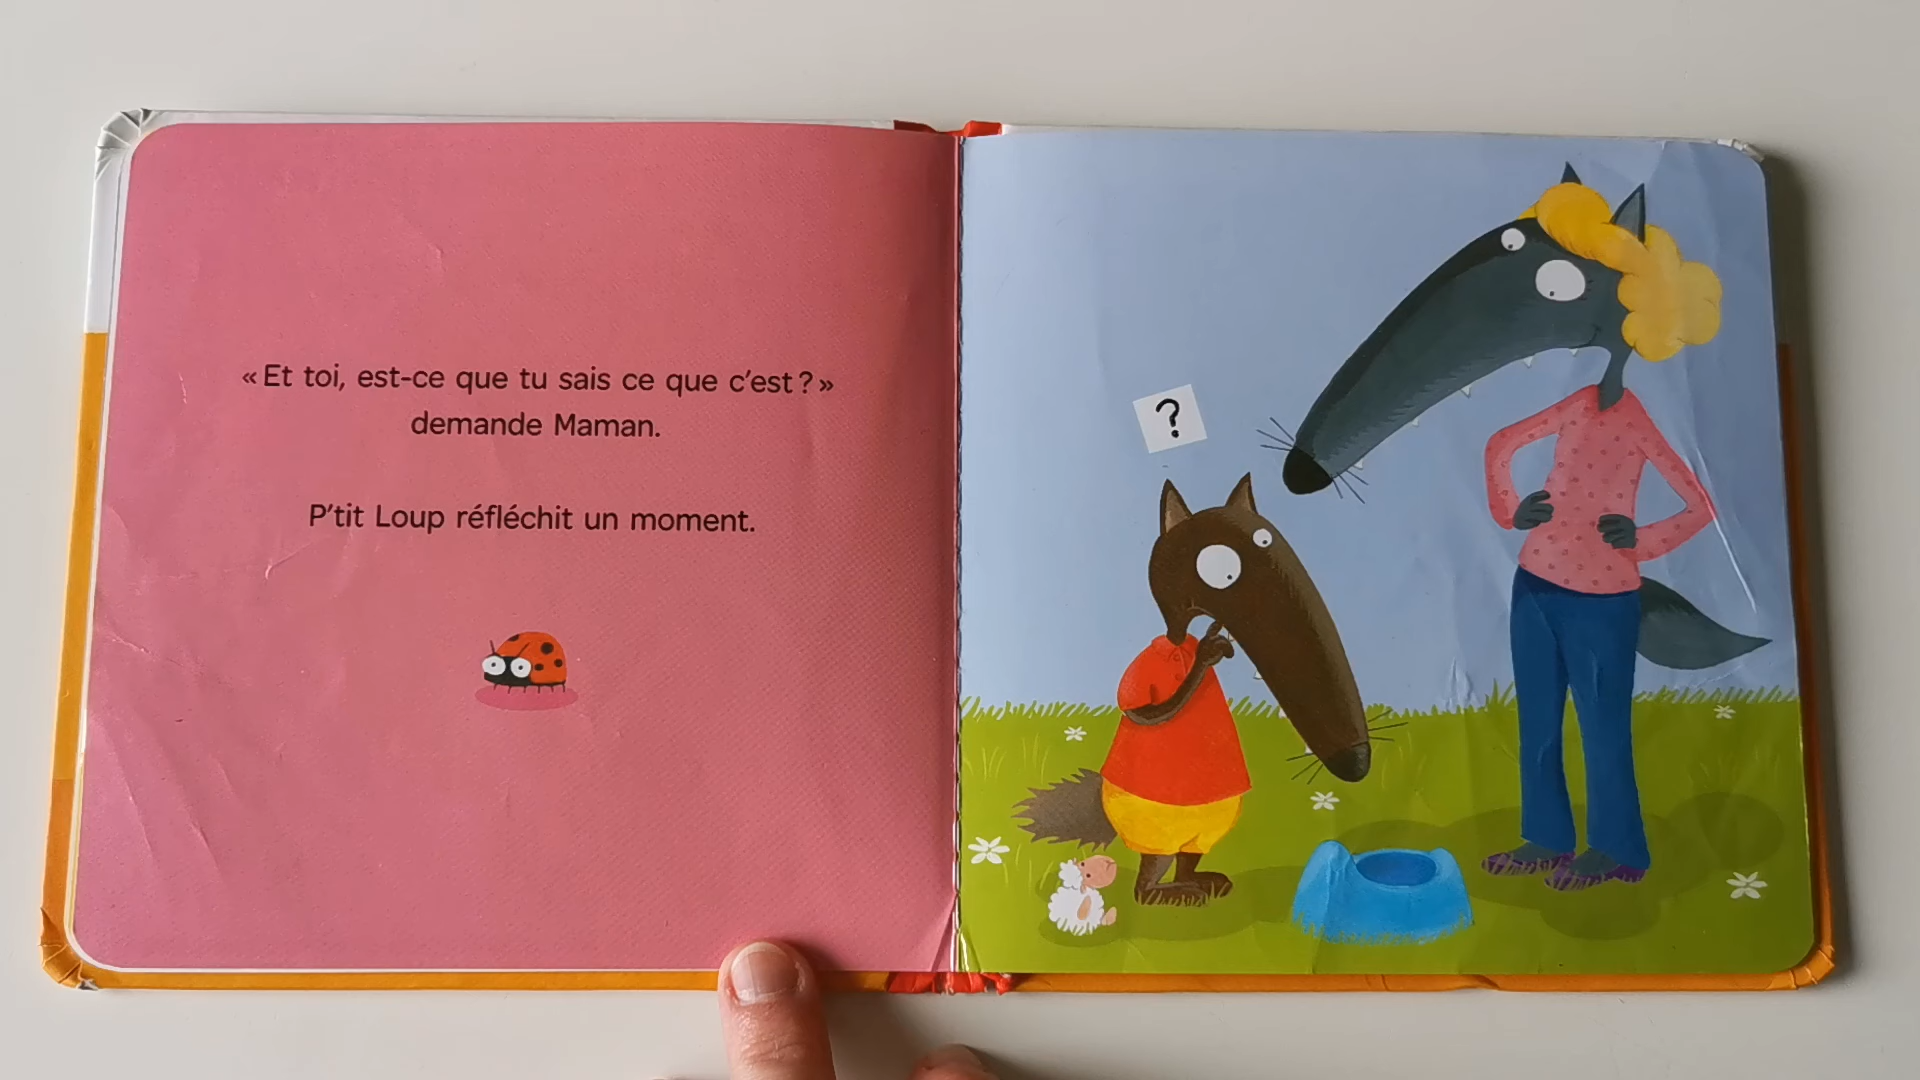 « Et toi, est-ce que tu sais ce que c'est ? »
demande Maman.
P'tit Loup réfléchit un moment.
?